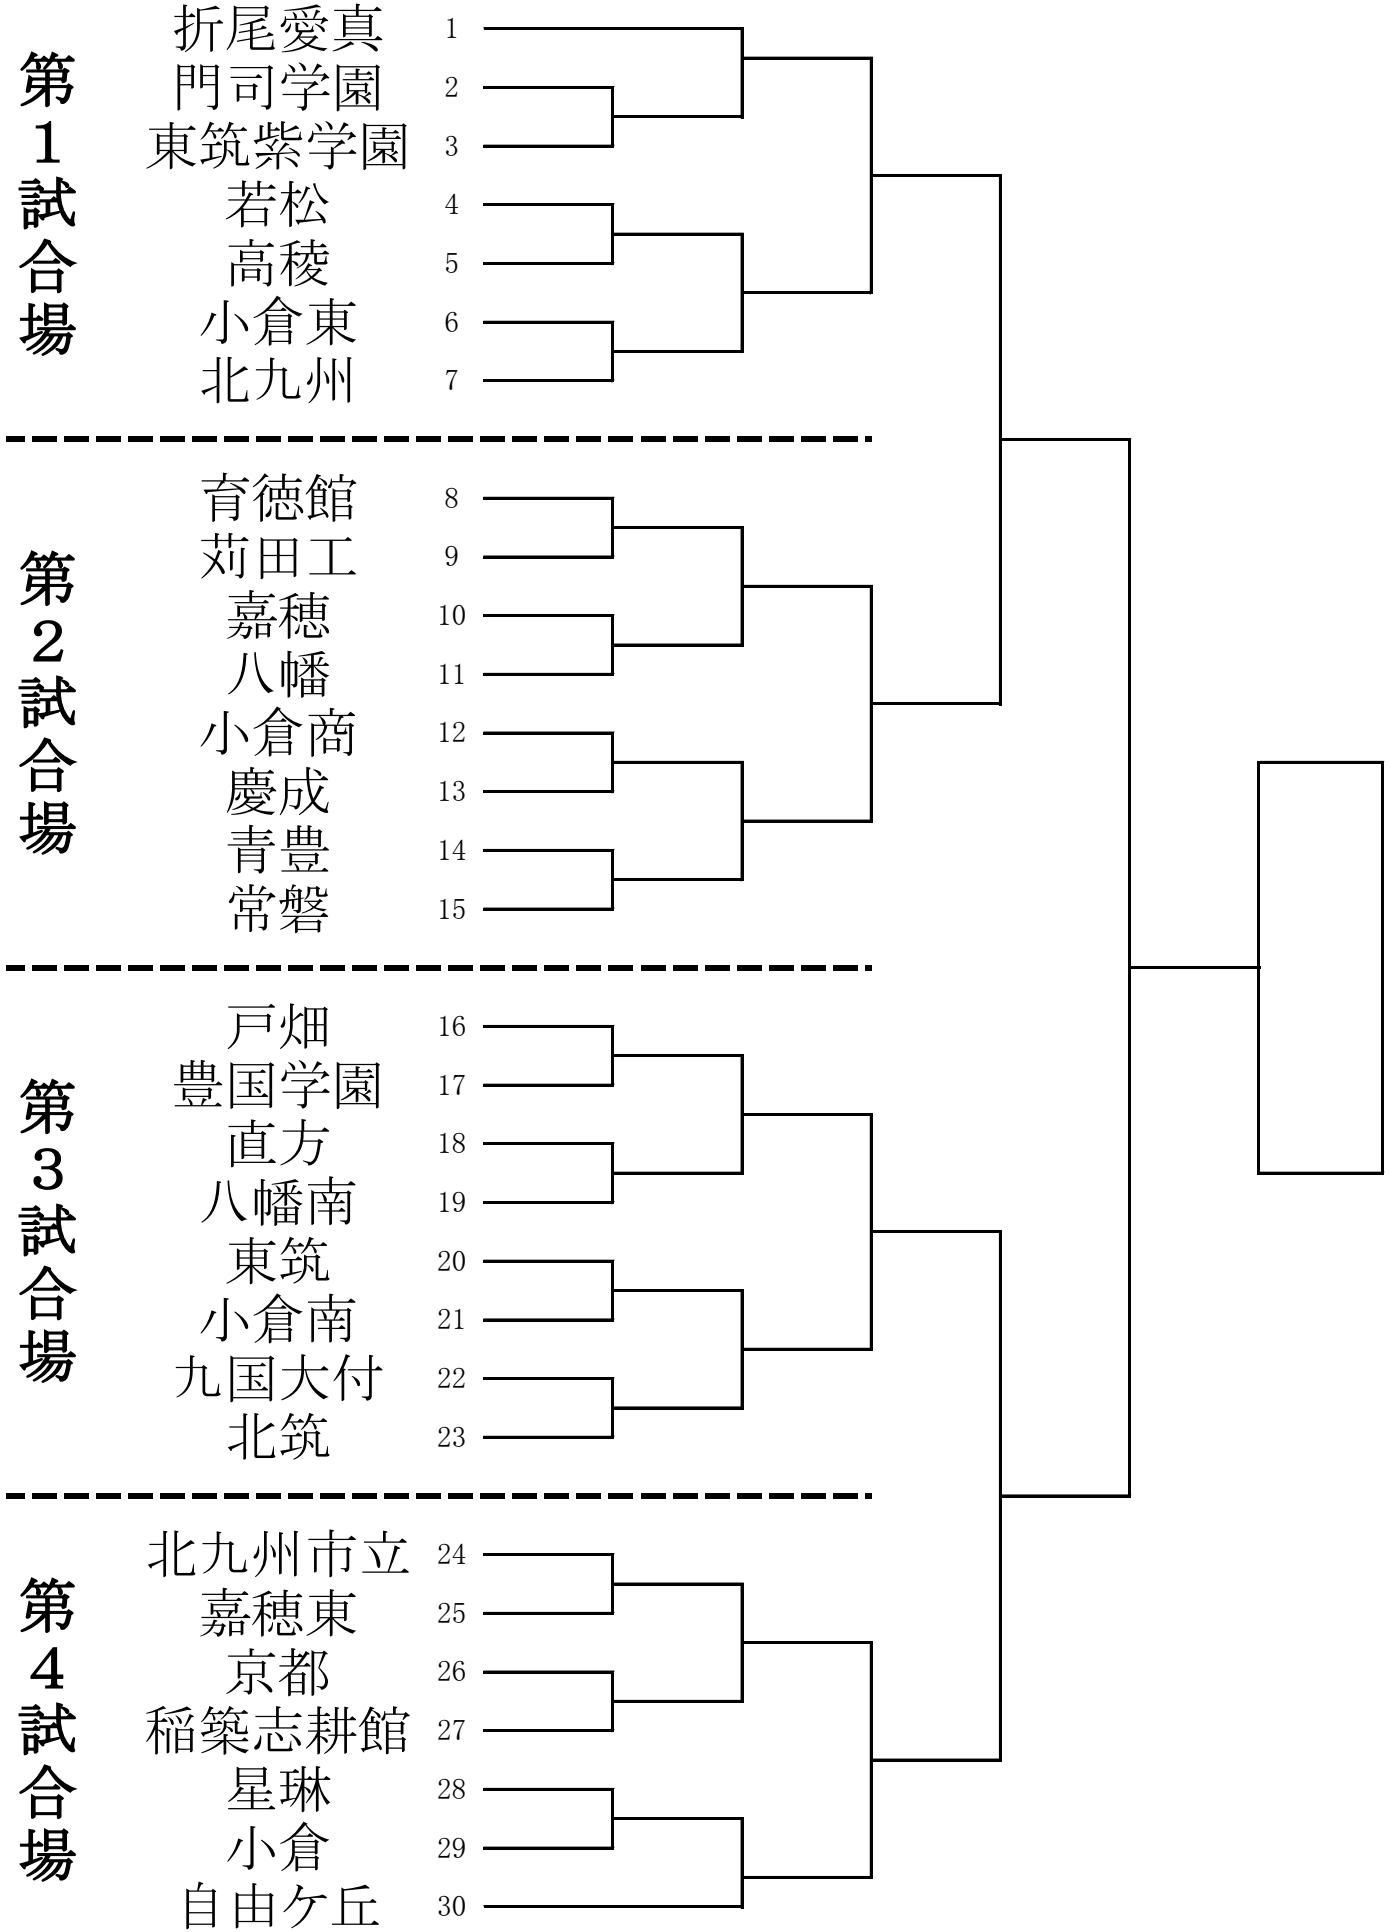 第1試合場
折尾愛真 1
門司学園 2
東筑紫学園 3
若松 4
高稜 5
小倉東 6
北九州 7
第2試合場
育徳館 8
苅田工 9
嘉穂 10
八幡 11
小倉商 12
慶成 13
青豊 14
常磐 15
第3試合場
戸畑 16
豊国学園 17
直方 18
八幡南 19
東筑 20
小倉南 21
九国大付 22
北筑 23
第4試合場
北九州市立 24
嘉穂東 25
京都 26
稲築志耕館 27
星琳 28
小倉 29
自由ケ丘 30